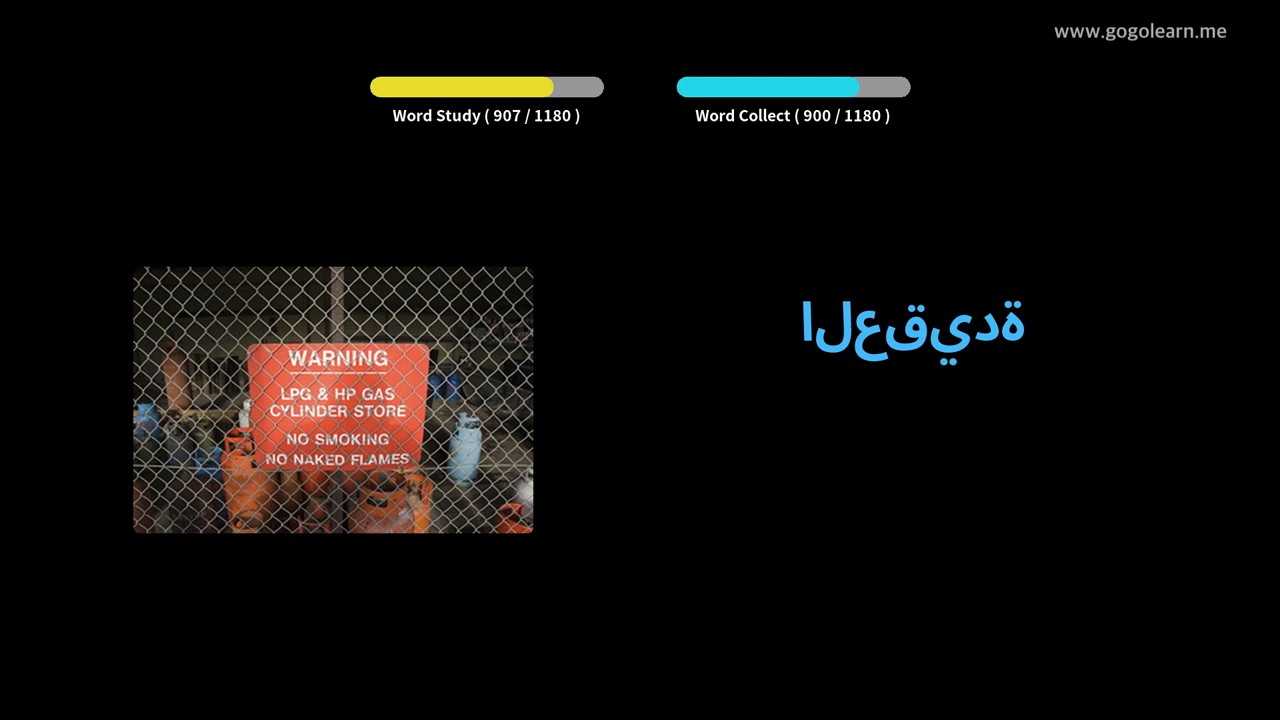 www.gogolearn.me
Word Study ( 907 / 1180 )
Word Collect ( 900 / 1180 )
WARNING
LPG & HP GAS
CYLINDER STORE
NO SMOKING
NO NAKED FLAMES
العقيدة